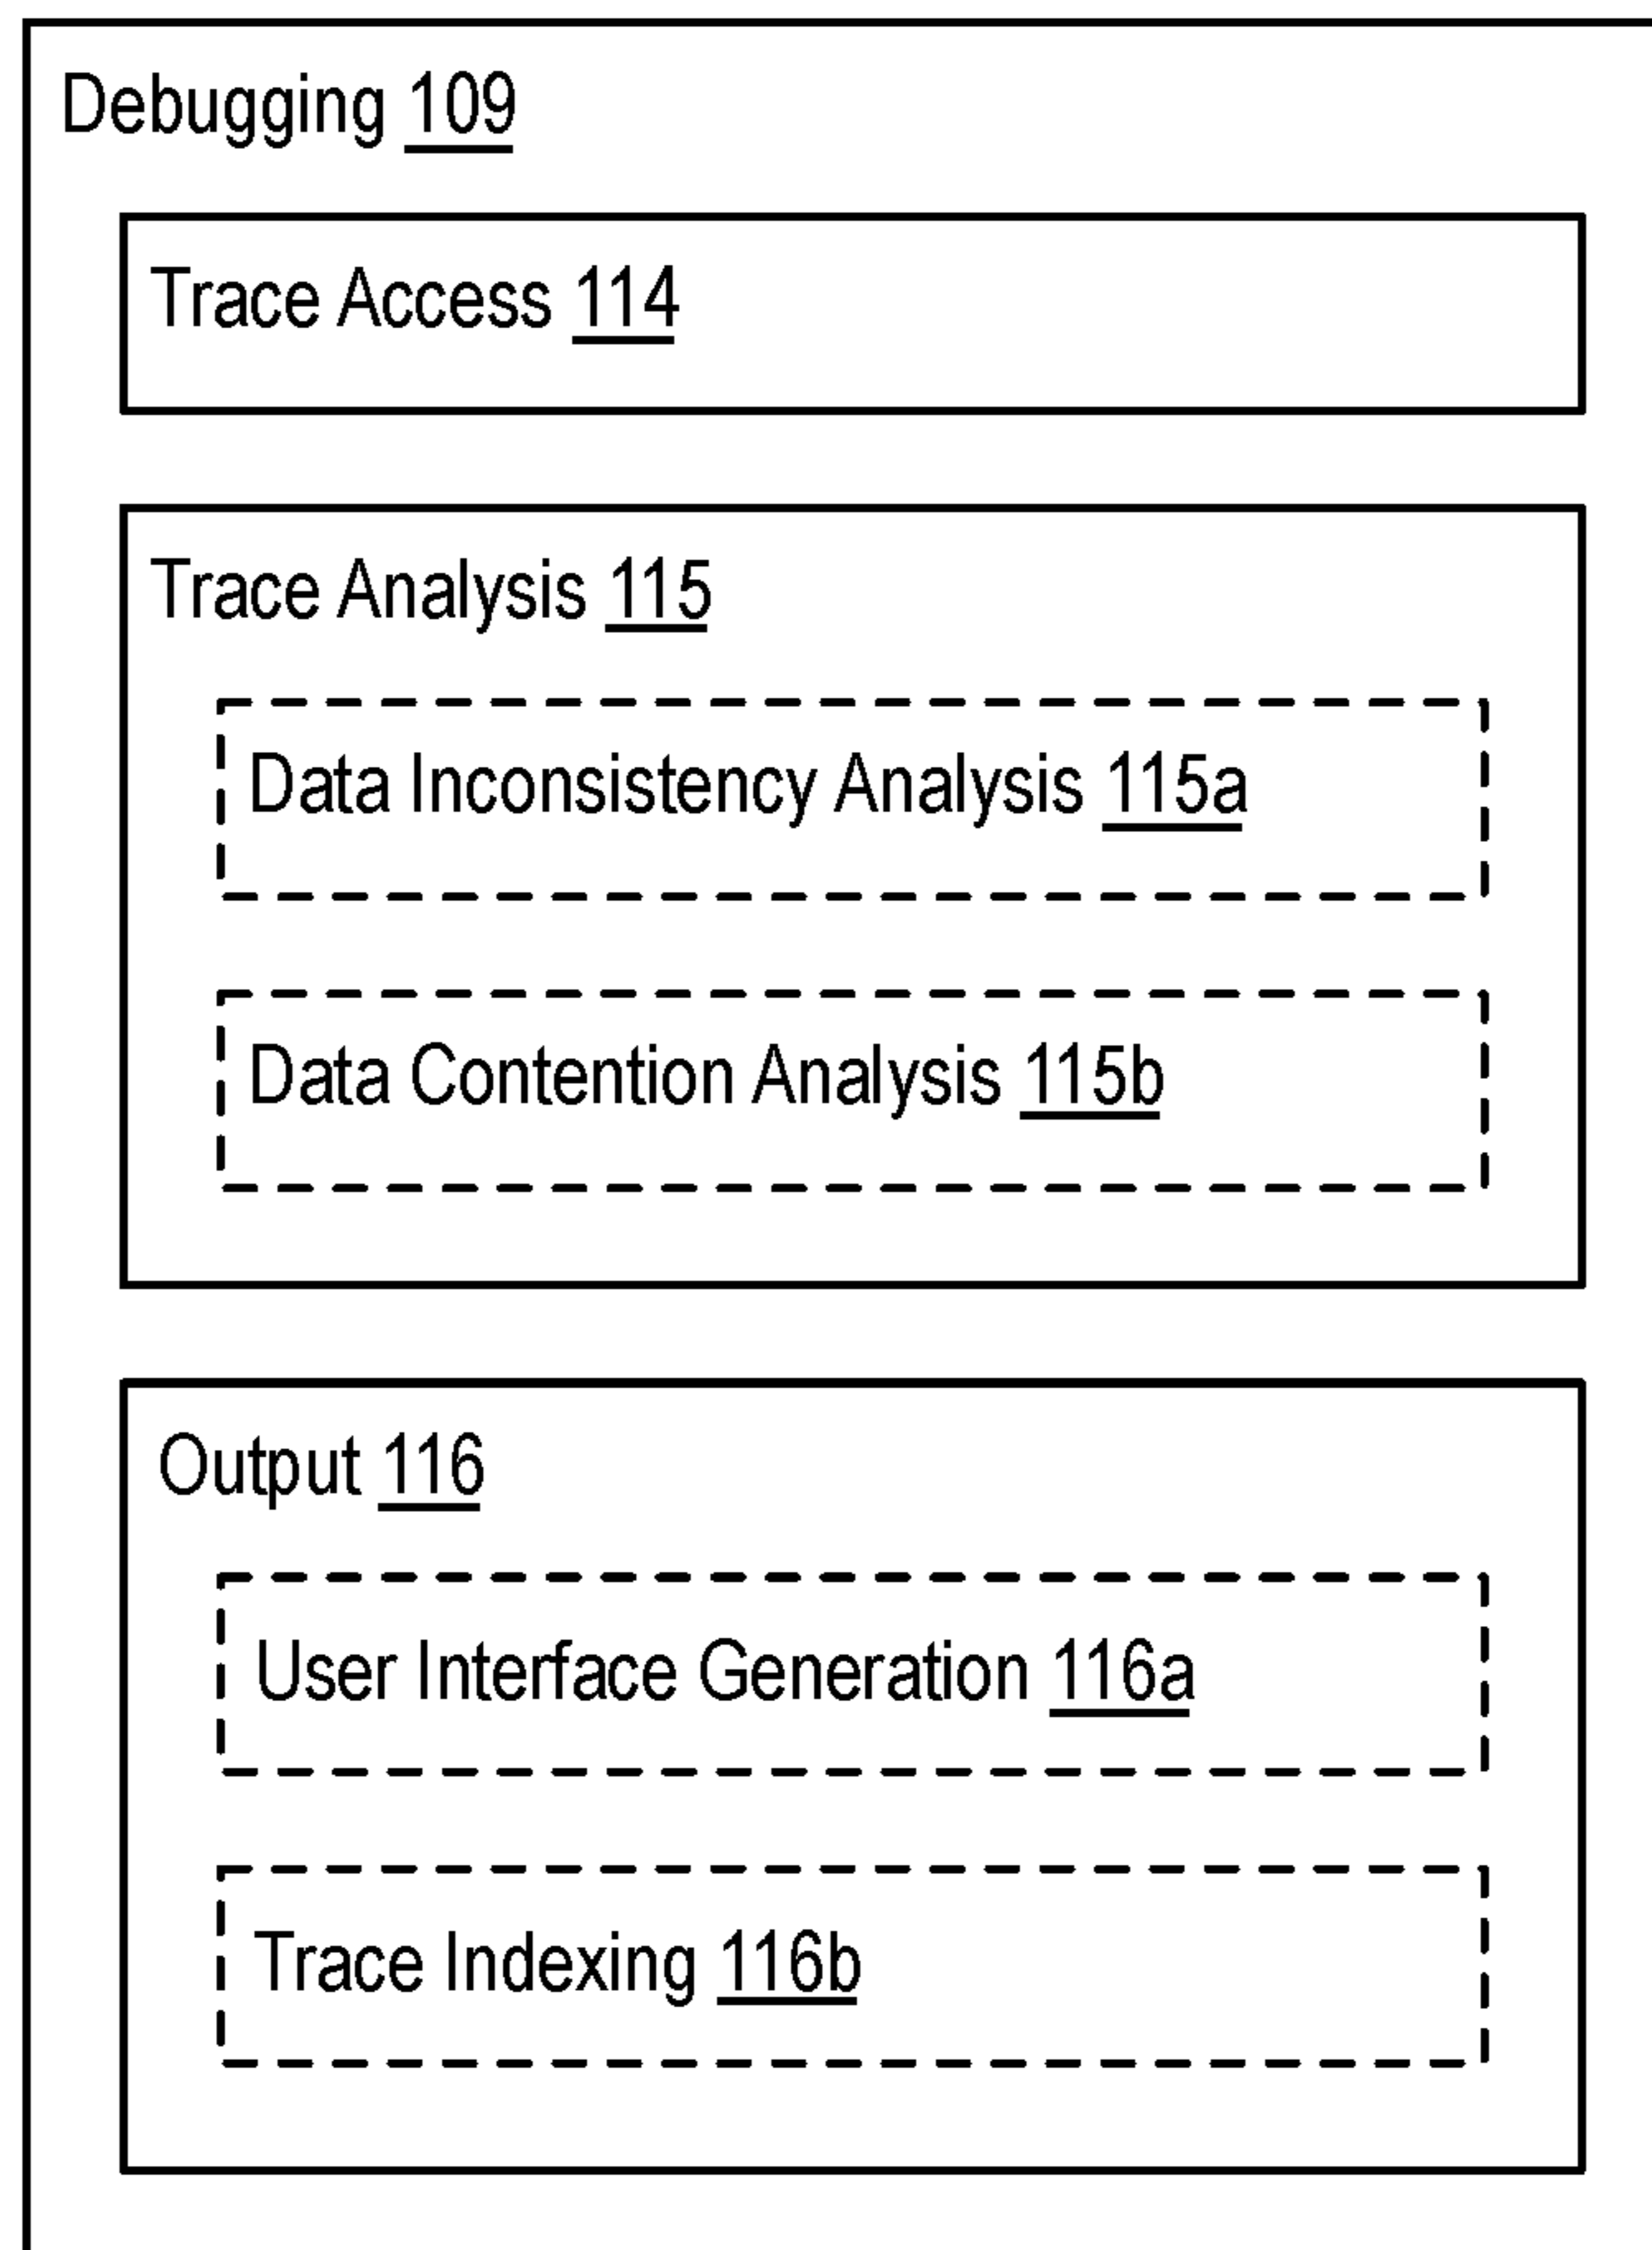 Debugging 109
Trace Access 114
Trace Analysis 115
Data Inconsistency Analysis 115a
Data Contention Analysis 115b
Output 116
User Interface Generation 116a
Trace Indexing 116b